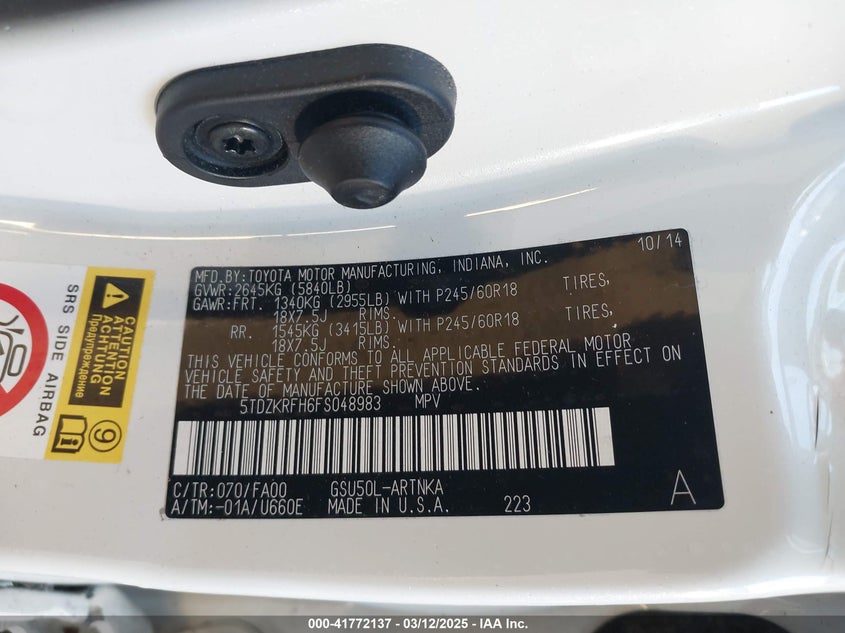 10/14
MFD.BY:TOYOTA MOTOR MANUFACTURING, INDIANA, INC.
GVWR:2645KG (5840LB)
GAWR:FRT. 1340KG (2955LB) WITH P245/60R18 TIRES,
18X7.5J RIMS.
RR. 1545KG (3415LB) WITH P245/60R18 TIRES,
18X7.5J RIMS.
THIS VEHICLE CONFORMS TO ALL APPLICABLE FEDERAL MOTOR
VEHICLE SAFETY AND THEFT PREVENTION STANDARDS IN EFFECT ON
THE DATE OF MANUFACTURE SHOWN ABOVE.
5TDZKRFH6FS048983 MPV
C/TR:070/FA00 GSU50L-ARTNKA
A/TM:-01A/U660E MADE IN U.S.A. 223
A
CAUTION
ATTENTION
ACHTUNG
Предупреждение
9
SRS SIDE AIRBAG
000-41772137 - 03/12/2025 - IAA Inc.